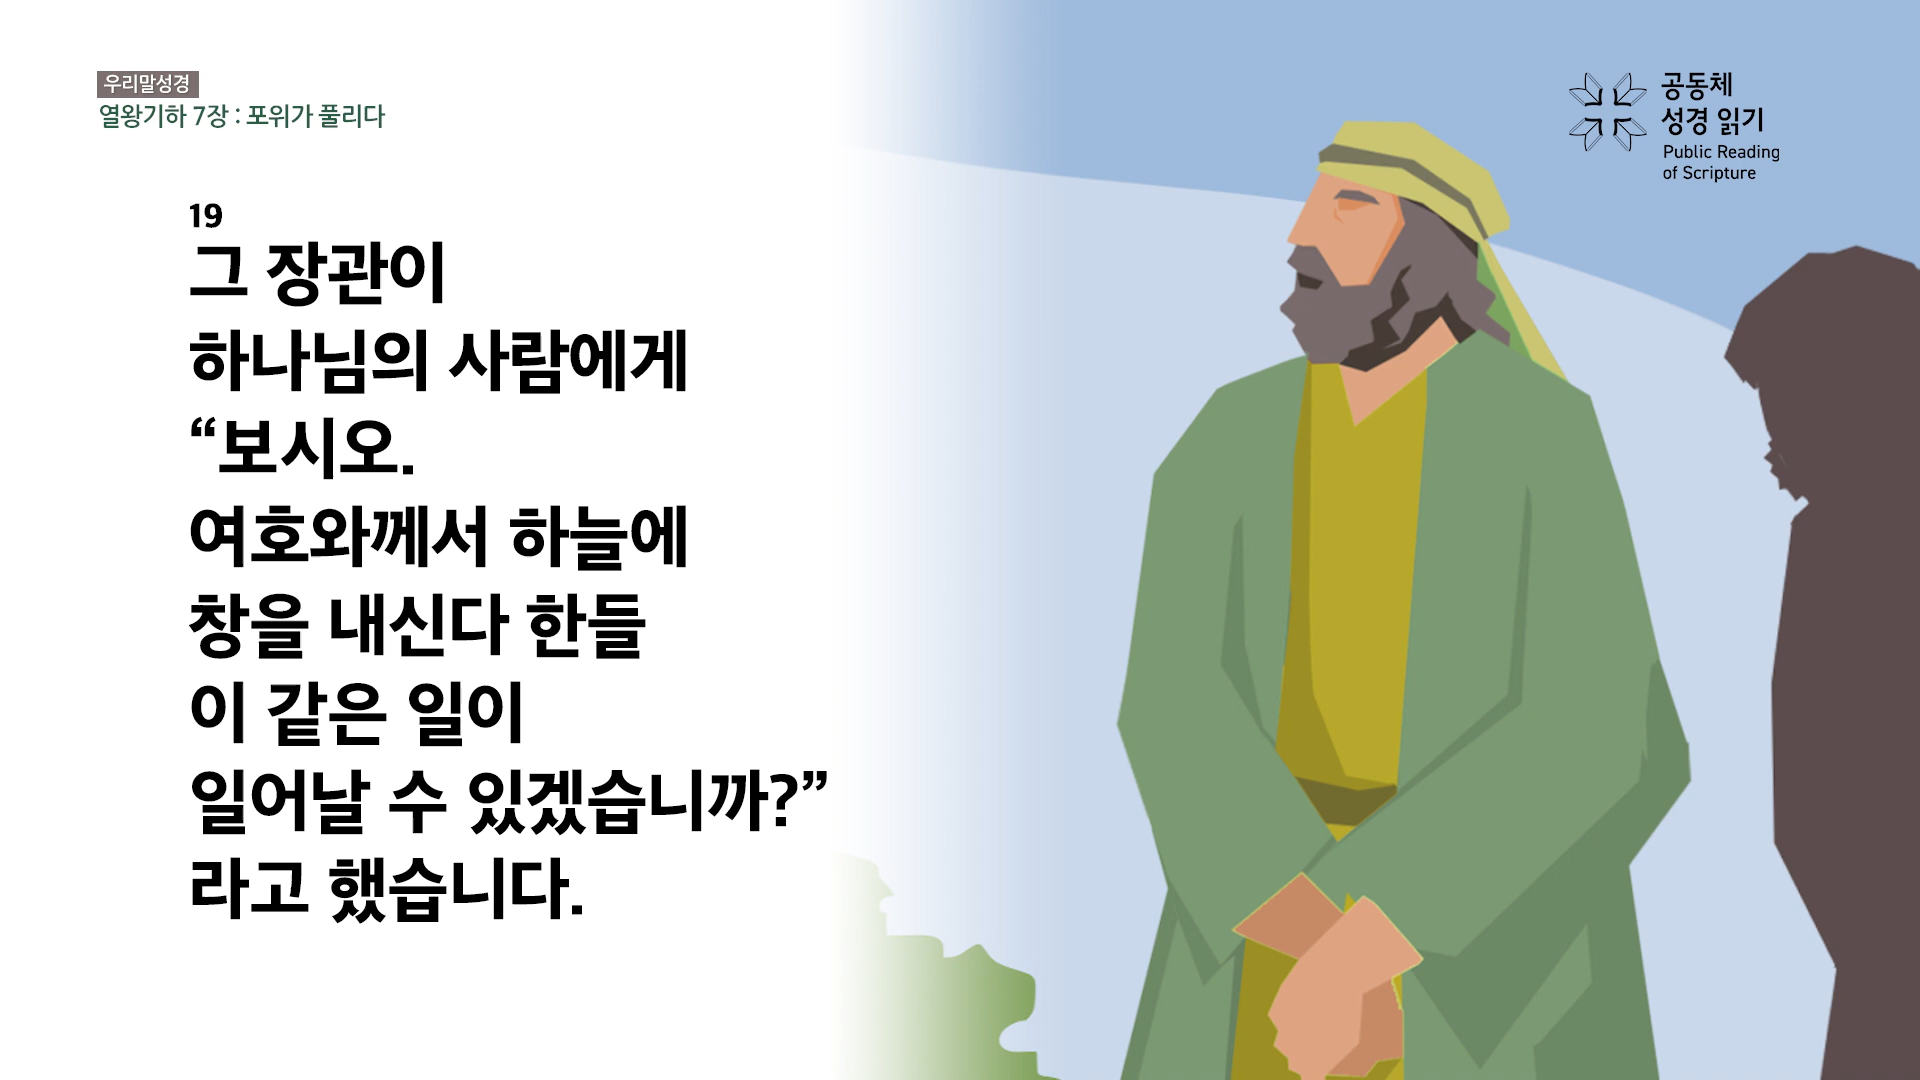 우리말성경
열왕기하 7장 : 포위가 풀리다
공동체
성경 읽기
Public Reading
of Scripture
19
그 장관이
하나님의 사람에게
“보시오.
여호와께서 하늘에
창을 내신다 한들
이 같은 일이
일어날 수 있겠습니까?”
라고 했습니다.